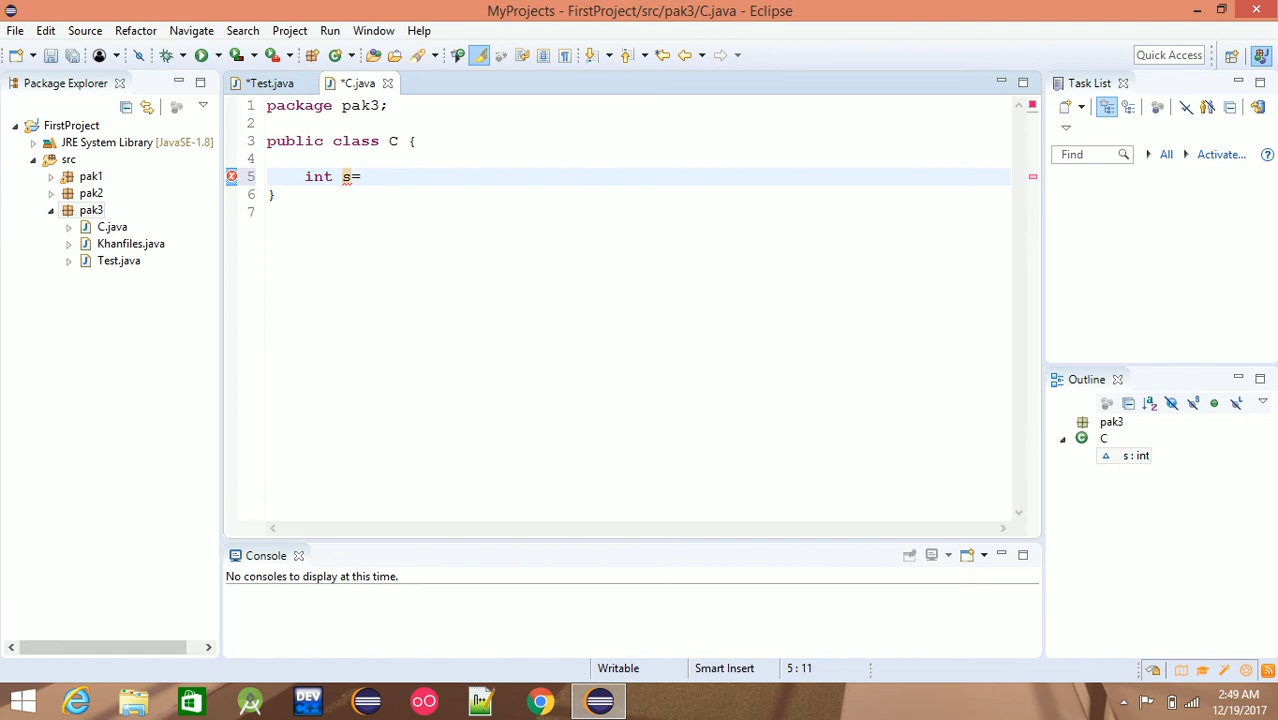 MyProjects - FirstProject/src/pak3/C.java - Eclipse
File Edit Source Refactor Navigate Search Project Run Window Help
Quick Access
Package Explorer
*Test.java
*C.java
Task List
FirstProject
JRE System Library [JavaSE-1.8]
src
pak1
pak2
pak3
C.java
Khanfiles.java
Test.java
1 package pak3;
2
3 public class C {
4
5 int s=
6 }
7
Find All Activate...
Outline
pak3
C
s : int
Console
No consoles to display at this time.
Writable Smart Insert 5 : 11
DEV
2:49 AM
12/19/2017